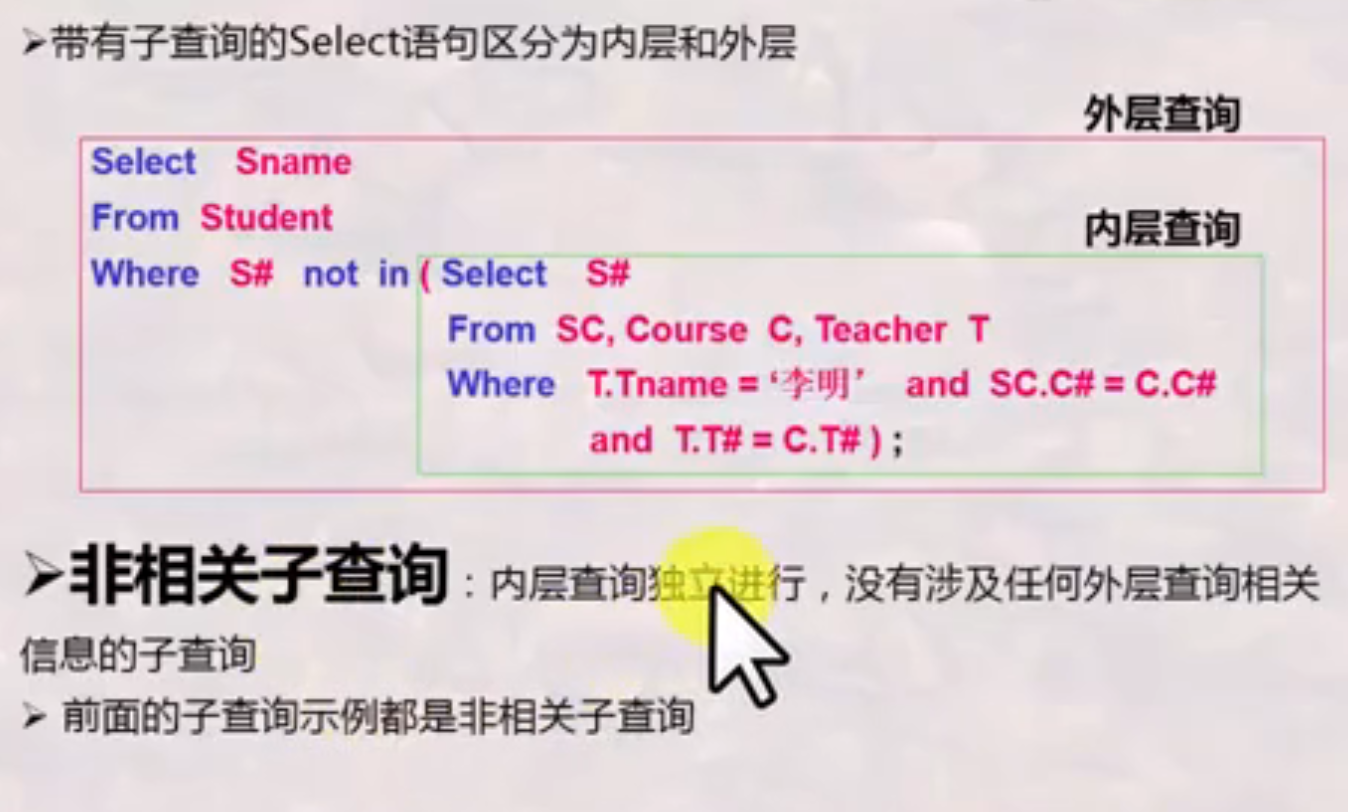 ➢带有子查询的Select语句区分为内层和外层
外层查询
Select Sname
From Student
内层查询
Where S# not in ( Select S#
From SC, Course C, Teacher T
Where T.Tname = ‘李明’ and SC.C# = C.C#
and T.T# = C.T# ) ;
➢非相关子查询：内层查询独立进行，没有涉及任何外层查询相关
信息的子查询
➢ 前面的子查询示例都是非相关子查询